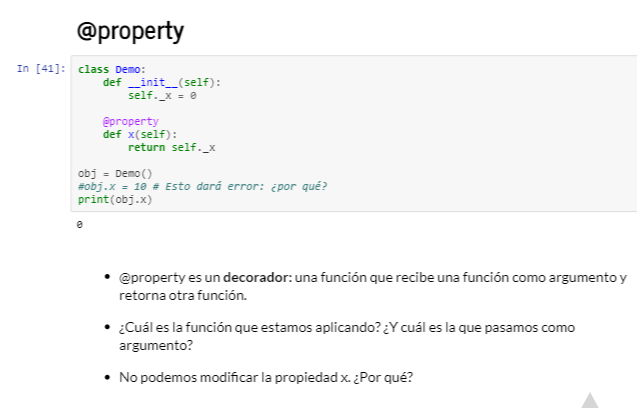 @property
In [41]: class Demo:
    def __init__(self):
        self._x = 0
    @property
    def x(self):
        return self._x
obj = Demo()
#obj.x = 10 # Esto dará error: ¿por qué?
print(obj.x)
0
• @property es un decorador: una función que recibe una función como argumento y
retorna otra función.
• ¿Cuál es la función que estamos aplicando? ¿Y cuál es la que pasamos como
argumento?
• No podemos modificar la propiedad x. ¿Por qué?